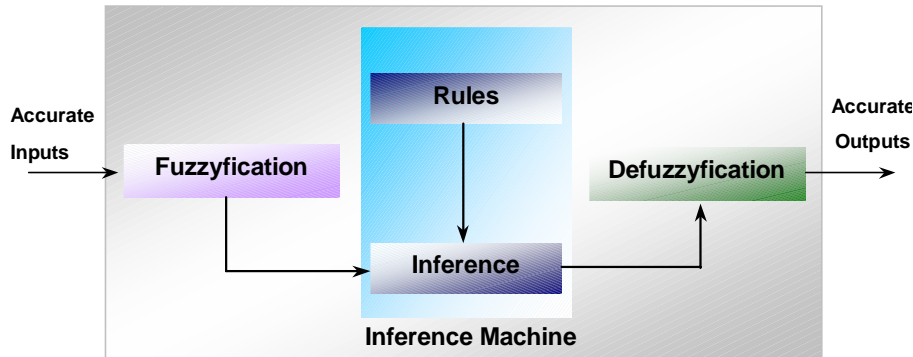 Accurate
Inputs
Fuzzyfication
Rules
Inference
Inference Machine
Defuzzyfication
Accurate
Outputs